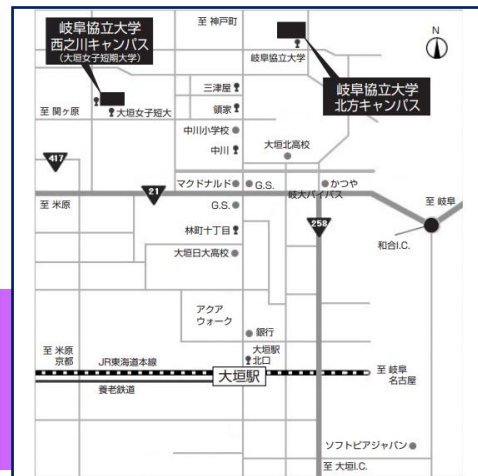 岐阜協立大学
西之川キャンパス
（大垣女子短期大学）
至 神戸町
N
岐阜協立大学
岐阜協立大学
北方キャンパス
三津屋
領家
至 関ヶ原
大垣女子短大
中川小学校
大垣北高校
中川
417
マクドナルド
G.S.
かつや
岐大バイパス
21
至 岐阜
至 米原
G.S.
258
林町十丁目
和合I.C.
大垣日大高校
アクア
ウォーク
銀行
至 米原
京都
JR東海道本線
大垣駅
北口
大垣駅
至 岐阜
名古屋
養老鉄道
ソフトピアジャパン
至 大垣I.C.